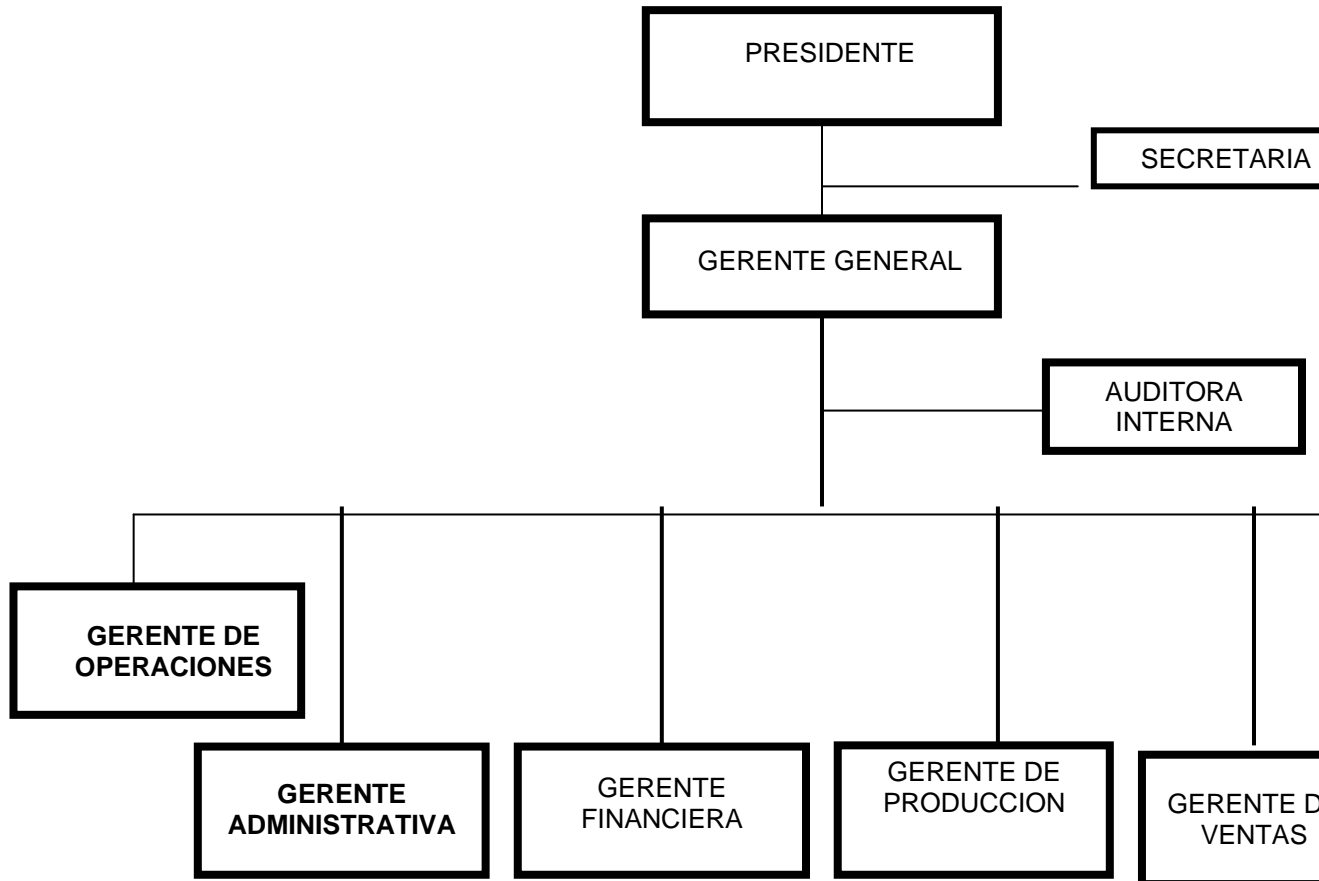 PRESIDENTE
SECRETARIA
GERENTE GENERAL
AUDITORA
INTERNA
GERENTE DE
OPERACIONES
GERENTE
ADMINISTRATIVA
GERENTE
FINANCIERA
GERENTE DE
PRODUCCION
GERENTE
VENTAS